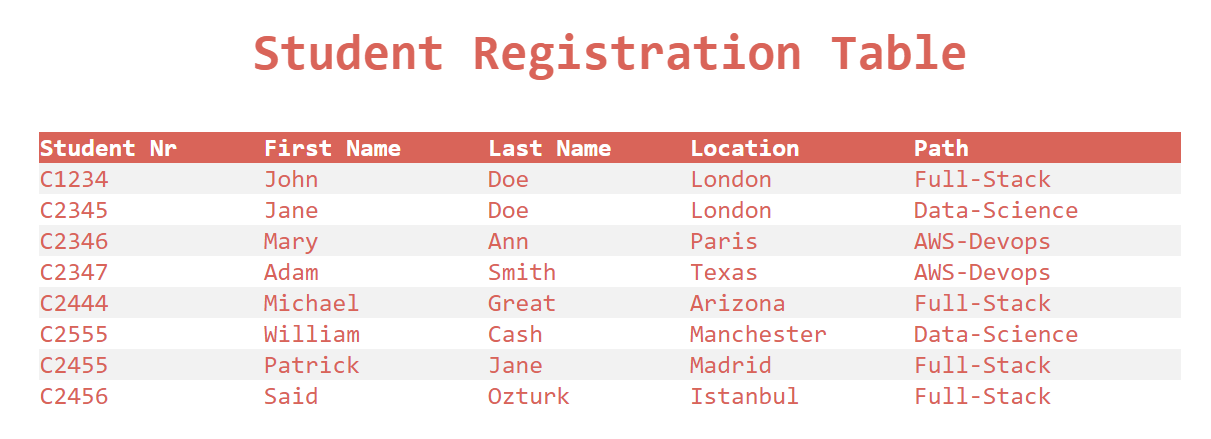 Student Registration Table
Student Nr First Name Last Name Location Path
C1234 John Doe London Full-Stack
C2345 Jane Doe London Data-Science
C2346 Mary Ann Paris AWS-Devops
C2347 Adam Smith Texas AWS-Devops
C2444 Michael Great Arizona Full-Stack
C2555 William Cash Manchester Data-Science
C2455 Patrick Jane Madrid Full-Stack
C2456 Said Ozturk Istanbul Full-Stack